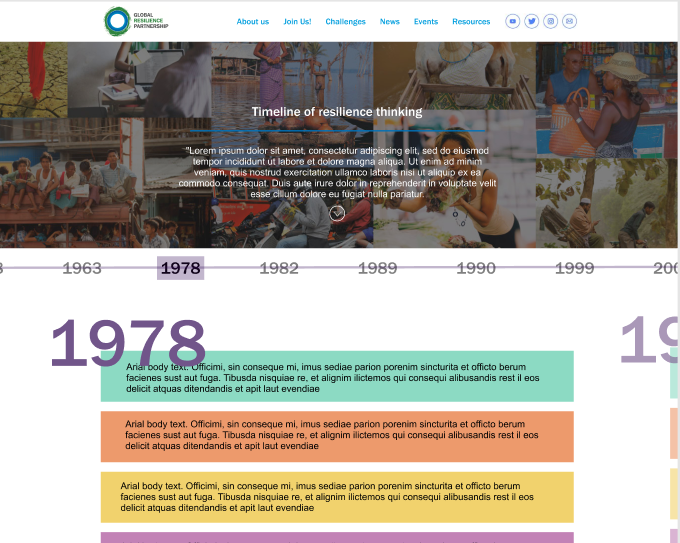 GLOBAL
RESILIENCE
PARTNERSHIP
About us Join Us! Challenges News Events Resources
Timeline of resilience thinking
"Lorem ipsum dolor sit amet, consectetur adipiscing elit, sed do eiusmod
tempor incididunt ut labore et dolore magna aliqua. Ut enim ad minim
veniam, quis nostrud exercitation ullamco laboris nisi ut aliquip ex ea
commodo consequat. Duis aute irure dolor in reprehenderit in voluptate velit
esse cillum dolore eu fugiat nulla pariatur.
1963 1978 1982 1989 1990 1999 200
1978 19
Arial body text. Officimi, sin conseque mi, imus sediae parion porenim sincturita et officto berum
facienes sust aut fuga. Tibusda nisquiae re, et alignim ilictemos qui consequi alibusandis rest il eos
delicit atquas ditendandis et apit laut evendiae
Arial body text. Officimi, sin conseque mi, imus sediae parion porenim sincturita et officto berum
facienes sust aut fuga. Tibusda nisquiae re, et alignim ilictemos qui consequi alibusandis rest il eos
delicit atquas ditendandis et apit laut evendiae
Arial body text. Officimi, sin conseque mi, imus sediae parion porenim sincturita et officto berum
facienes sust aut fuga. Tibusda nisquiae re, et alignim ilictemos qui consequi alibusandis rest il eos
delicit atquas ditendandis et apit laut evendiae